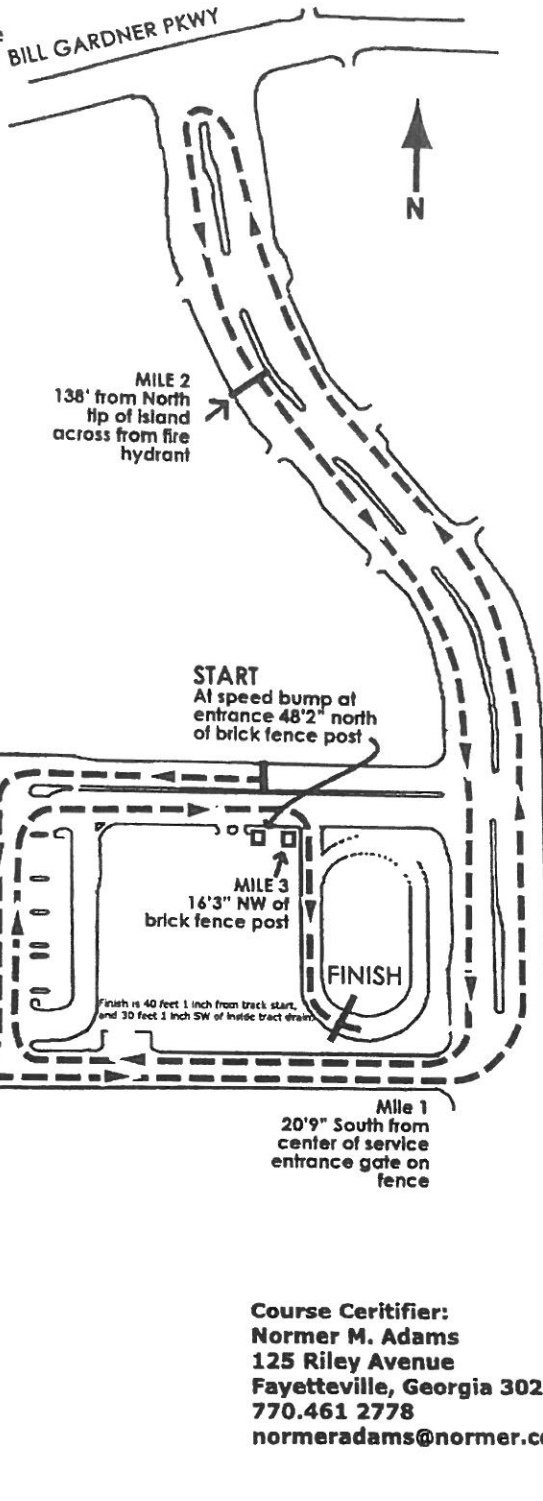 BILL GARDNER PKWY
N
MILE 2
138' from North
tip of island
across from fire
hydrant
START
At speed bump at
entrance 48'2" north
of brick fence post
MILE 3
16'3" NW of
brick fence post
FINISH
Finish is 40 feet 1 inch from track start,
and 30 feet 1 inch SW of inside tract drain.
Mile 1
20'9" South from
center of service
entrance gate on
fence
Course Ceritifier:
Normer M. Adams
125 Riley Avenue
Fayetteville, Georgia 302
770.461 2778
normeradams@normer.co